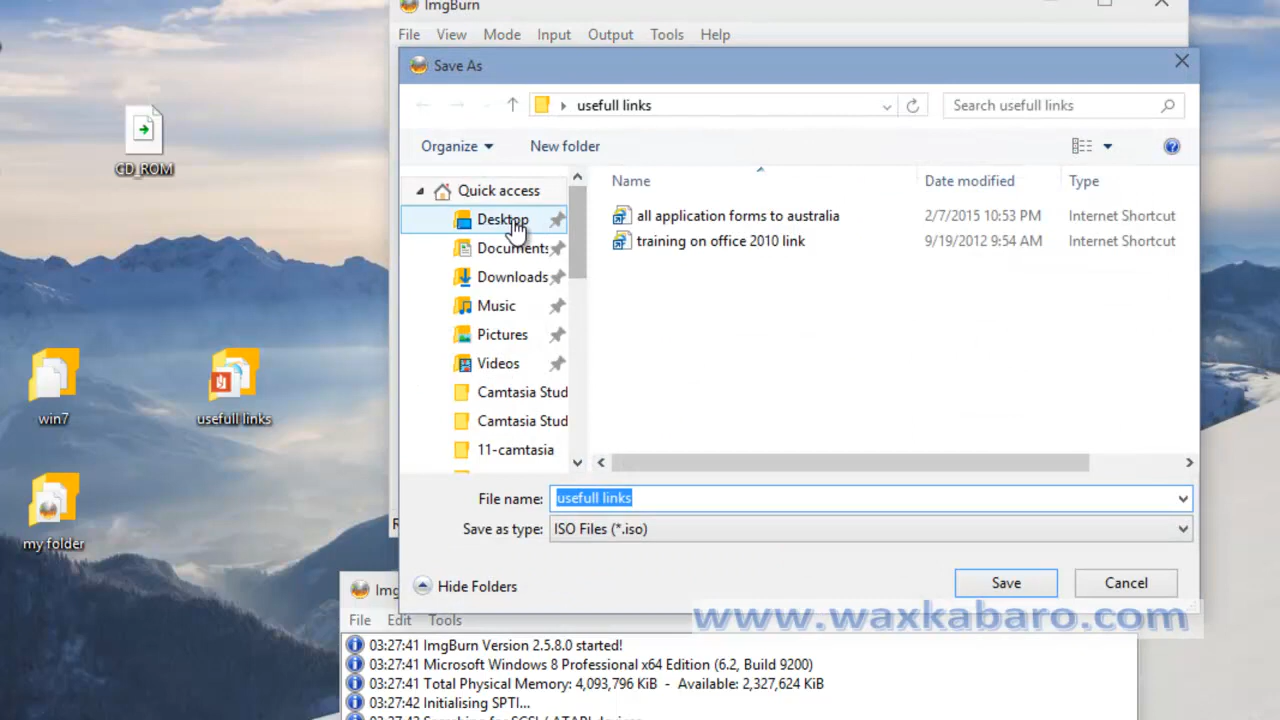 ImgBurn
File View Mode Input Output Tools Help
Save As
usefull links
Search usefull links
Organize
New folder
Quick access
Desktop
Documents
Downloads
Music
Pictures
Videos
Camtasia Stud
Camtasia Stud
11-camtasia
Name Date modified Type
all application forms to australia 2/7/2015 10:53 PM Internet Shortcut
training on office 2010 link 9/19/2012 9:54 AM Internet Shortcut
File name: usefull links
Save as type: ISO Files (*.iso)
Hide Folders
Save
Cancel
CD_ROM
win7
usefull links
my folder
www.waxkabaro.com
Img
File Edit Tools
03:27:41 ImgBurn Version 2.5.8.0 started!
03:27:41 Microsoft Windows 8 Professional x64 Edition (6.2, Build 9200)
03:27:41 Total Physical Memory: 4,093,796 KiB - Available: 2,327,624 KiB
03:27:42 Initialising SPTI...